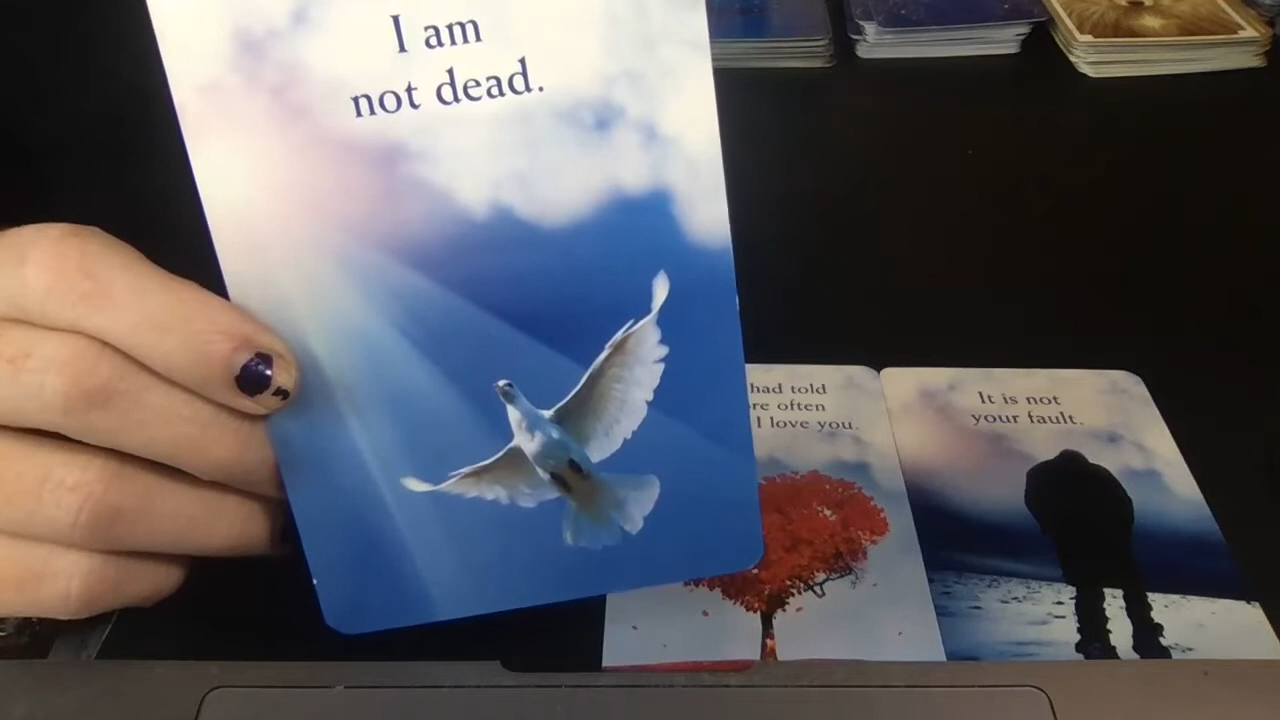 I am
not dead.
had told
re often
I love you.
It is not
your fault.